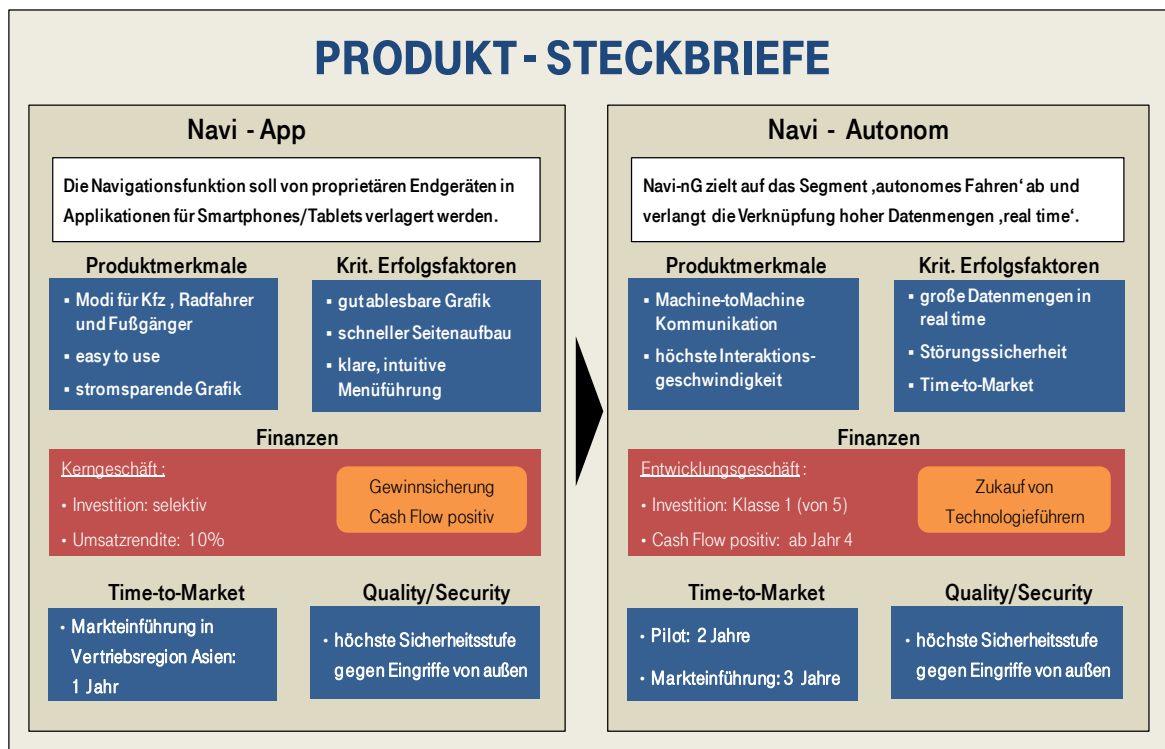 PRODUKT - STECKBRIEFE
Navi - App
Die Navigationsfunktion soll von proprietären Endgeräten in
Applikationen für Smartphones/Tablets verlagert werden.
Produktmerkmale
▪ Modi für Kfz , Radfahrer
und Fußgänger
▪ easy to use
▪ stromsparende Grafik
Krit. Erfolgsfaktoren
▪ gut ablesbare Grafik
▪ schneller Seitenaufbau
▪ klare, intuitive
Menüführung
Finanzen
Kerngeschäft :
• Investition: selektiv
• Umsatzrendite: 10%
Gewinnsicherung
Cash Flow positiv
Time-to-Market
• Markteinführung in
Vertriebsregion Asien:
1 Jahr
Quality/Security
• höchste Sicherheitsstufe
gegen Eingriffe von außen
Navi - Autonom
Navi-nG zielt auf das Segment ‚autonomes Fahren‘ ab und
verlangt die Verknüpfung hoher Datenmengen ‚real time‘.
Produktmerkmale
▪ Machine-toMachine
Kommunikation
▪ höchste Interaktions-
geschwindigkeit
Krit. Erfolgsfaktoren
▪ große Datenmengen in
real time
▪ Störungssicherheit
▪ Time-to-Market
Finanzen
Entwicklungsgeschäft :
• Investition: Klasse 1 (von 5)
• Cash Flow positiv: ab Jahr 4
Zukauf von
Technologieführern
Time-to-Market
• Pilot: 2 Jahre
• Markteinführung: 3 Jahre
Quality/Security
• höchste Sicherheitsstufe
gegen Eingriffe von außen